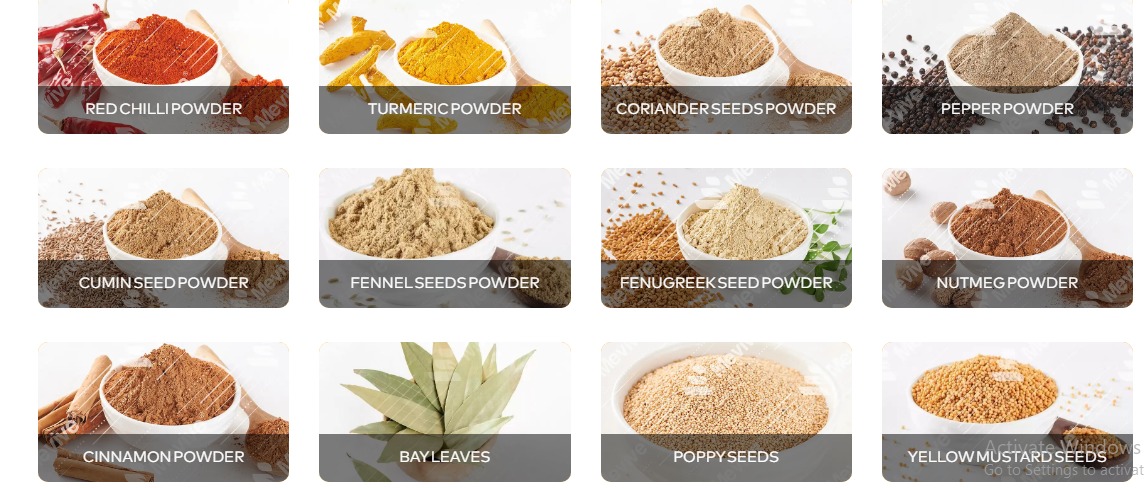 RED CHILLI POWDER
TURMERIC POWDER
CORIANDER SEEDS POWDER
PEPPER POWDER
CUMIN SEED POWDER
FENNEL SEEDS POWDER
FENUGREEK SEED POWDER
NUTMEG POWDER
CINNAMON POWDER
BAY LEAVES
POPPY SEEDS
YELLOW MUSTARD SEEDS
Activate Windows
Go to Settings to activat